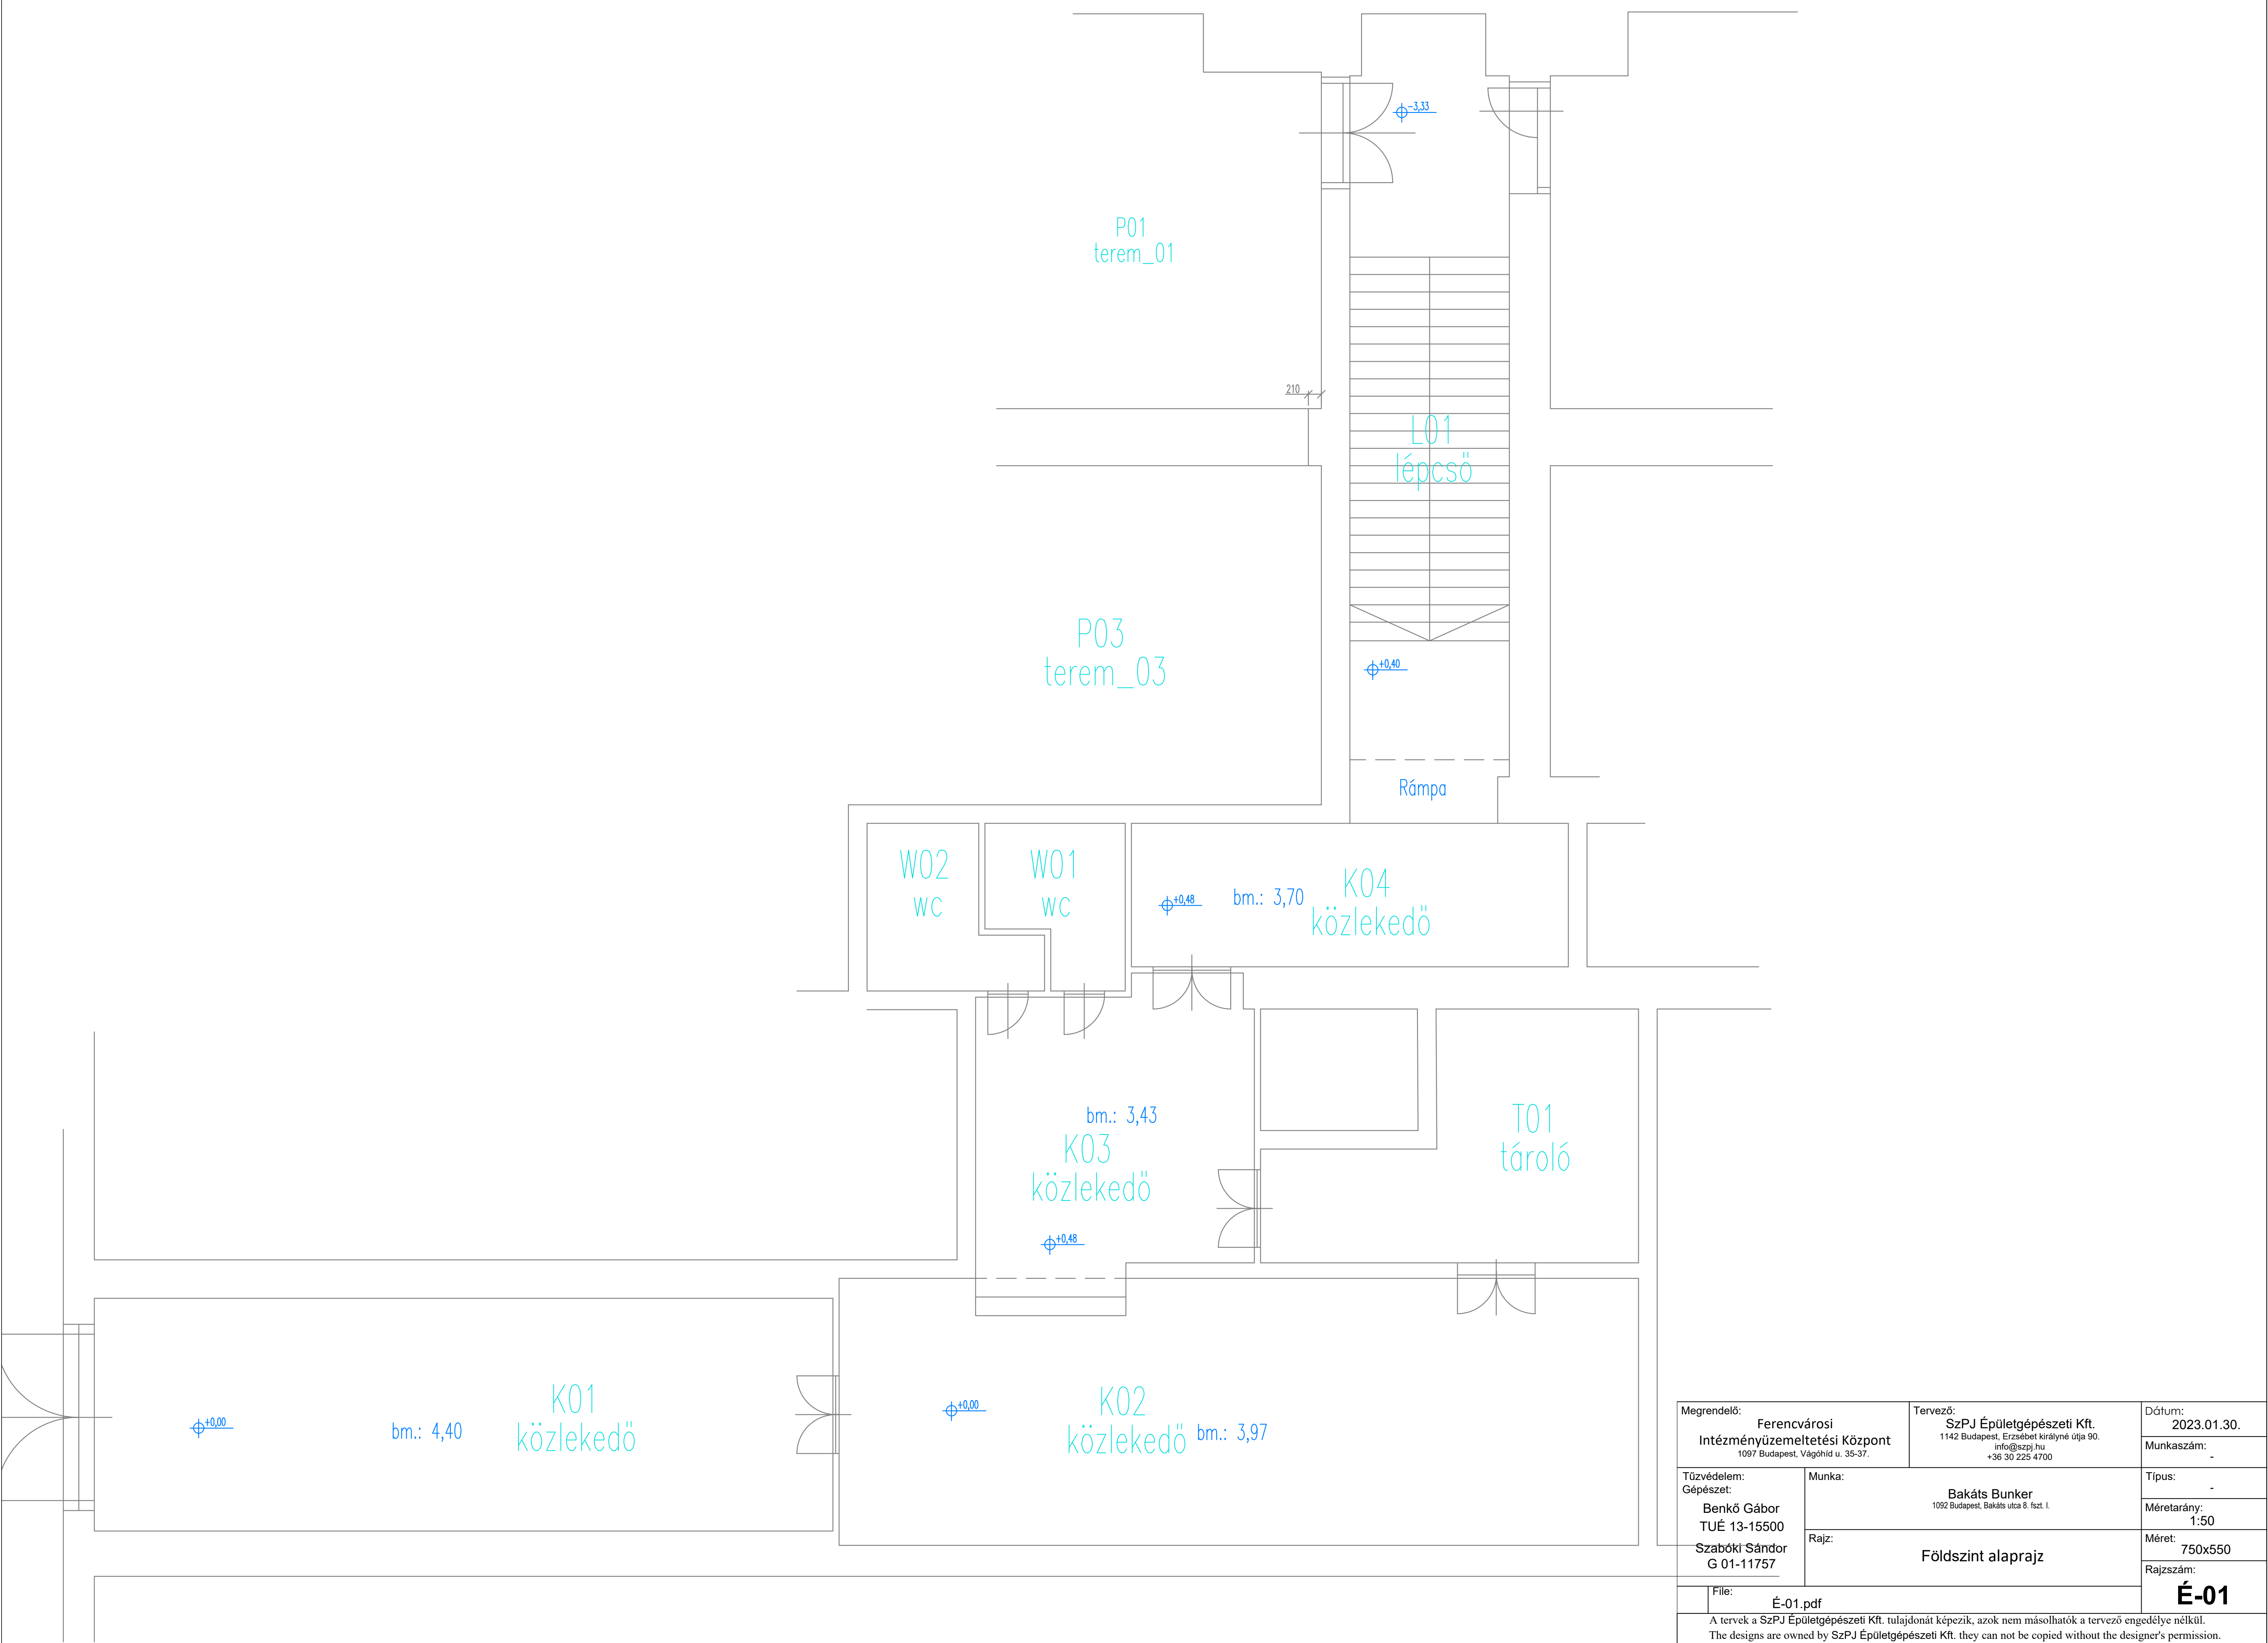 -3,33
P01
terem_01
210
L01
lépcső
P03
terem_03
+0,40
Rámpa
W02
wc
W01
wc
+0,48
bm.: 3,70
K04
közlekedő
bm.: 3,43
K03
közlekedő
+0,48
T01
tároló
+0,00
bm.: 4,40
K01
közlekedő
+0,00
K02
közlekedő
bm.: 3,97
Megrendelő:
Ferencvárosi
Intézményüzemeltetési Központ
1097 Budapest, Vágóhíd u. 35-37.
Tervező:
SzPJ Épületgépészeti Kft.
1142 Budapest, Erzsébet királyné útja 90.
info@szpj.hu
+36 30 225 4700
Dátum:
2023.01.30.
Munkaszám:
-
Tűzvédelem:
Gépészet:
Benkő Gábor
TUÉ 13-15500
Szabóki Sándor
G 01-11757
Munka:
Bakáts Bunker
1092 Budapest, Bakáts utca 8. fszt. I.
Típus:
-
Méretarány:
1:50
Rajz:
Földszint alaprajz
Méret:
750x550
Rajzszám:
É-01
File:
É-01.pdf
A tervek a SzPJ Épületgépészeti Kft. tulajdonát képezik, azok nem másolhatók a tervező engedélye nélkül.
The designs are owned by SzPJ Épületgépészeti Kft. they can not be copied without the designer's permission.